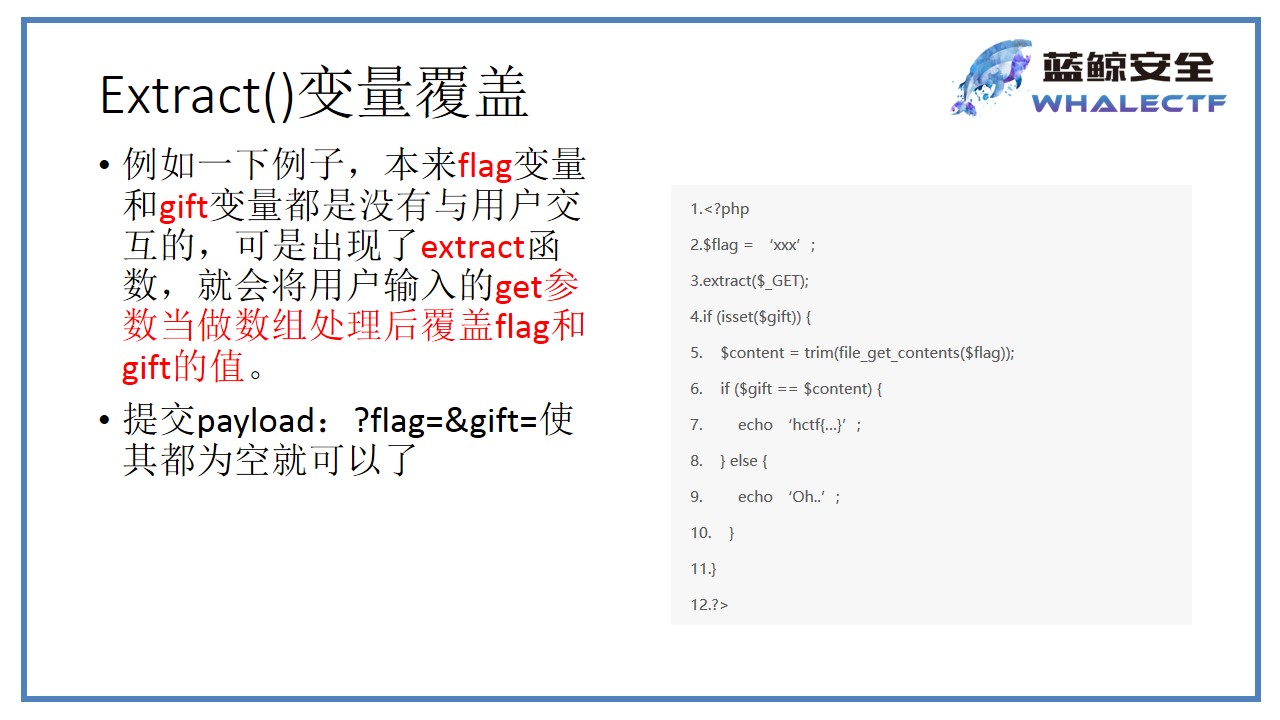 蓝鲸安全
WHALECTF
Extract()变量覆盖
• 例如一下例子，本来flag变量
和gift变量都是没有与用户交
互的，可是出现了extract函
数，就会将用户输入的get参
数当做数组处理后覆盖flag和
gift的值。
• 提交payload：?flag=&gift=使
其都为空就可以了
1.<?php
2.$flag = ‘xxx’ ;
3.extract($_GET);
4.if (isset($gift)) {
5. $content = trim(file_get_contents($flag));
6. if ($gift == $content) {
7. echo ‘hctf{...}’ ;
8. } else {
9. echo ‘Oh..’ ;
10. }
11.}
12.?>